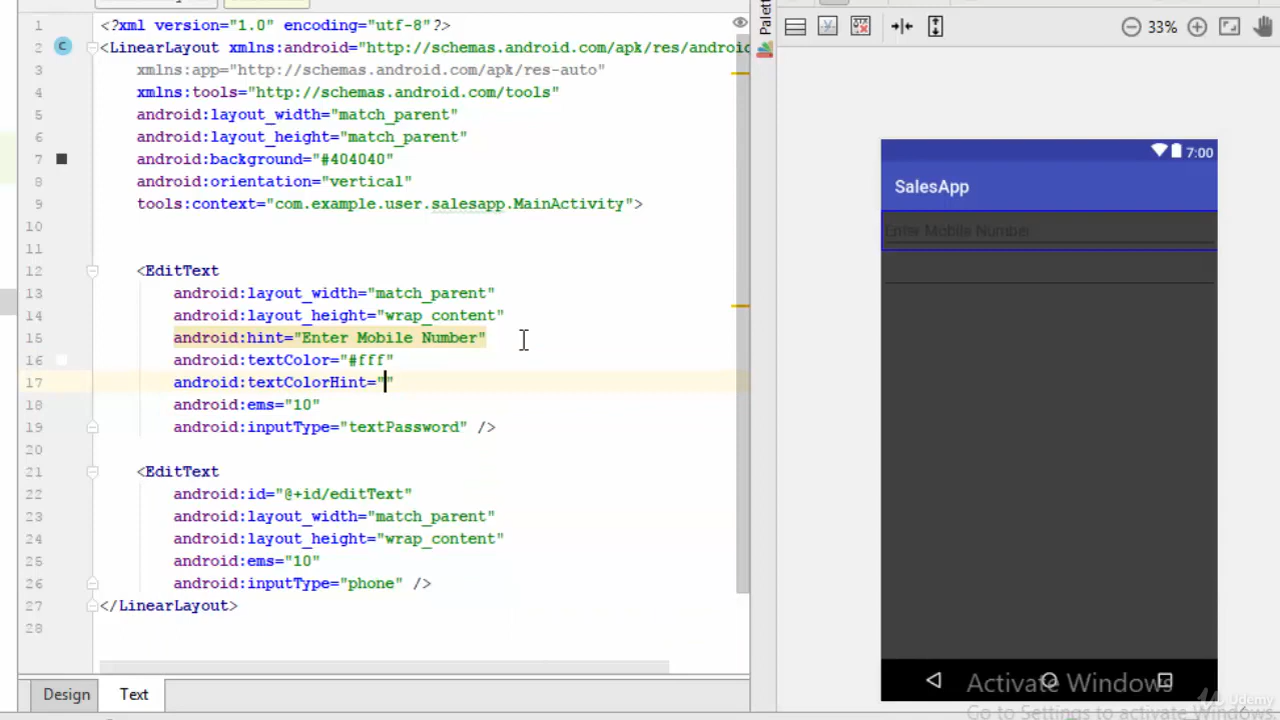 1 <?xml version="1.0" encoding="utf-8"?>
2 <LinearLayout xmlns:android="http://schemas.android.com/apk/res/androi
3 xmlns:app="http://schemas.android.com/apk/res-auto"
4 xmlns:tools="http://schemas.android.com/tools"
5 android:layout_width="match_parent"
6 android:layout_height="match_parent"
7 android:background="#404040"
8 android:orientation="vertical"
9 tools:context="com.example.user.salesapp.MainActivity">
10
11
12 <EditText
13 android:layout_width="match_parent"
14 android:layout_height="wrap_content"
15 android:hint="Enter Mobile Number"
16 android:textColor="#fff"
17 android:textColorHint=""
18 android:ems="10"
19 android:inputType="textPassword" />
20
21 <EditText
22 android:id="@+id/editText"
23 android:layout_width="match_parent"
24 android:layout_height="wrap_content"
25 android:ems="10"
26 android:inputType="phone" />
27 </LinearLayout>
28
C
Design Text
33%
7:00
SalesApp
Enter Mobile Number
Activate Windows
Go to Settings to activate Windows
Udemy